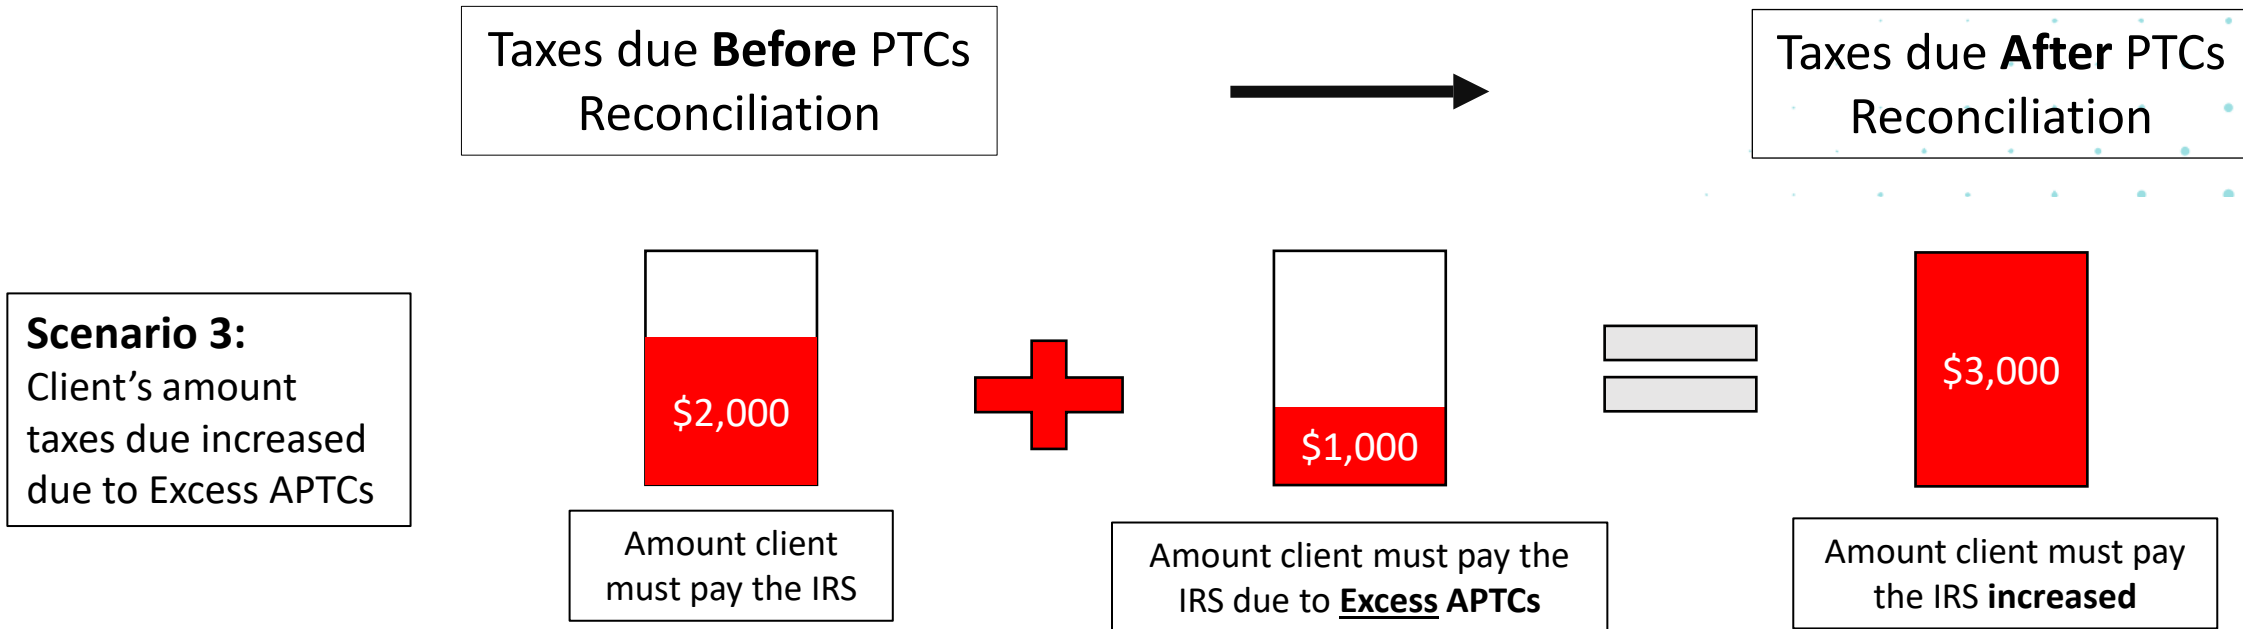 Taxes due Before PTCs
Reconciliation
Taxes due After PTCs
Reconciliation
Scenario 3:
Client’s amount
taxes due increased
due to Excess APTCs
$2,000
$1,000
$3,000
Amount client
must pay the IRS
Amount client must pay the
IRS due to Excess APTCs
Amount client must pay
the IRS increased